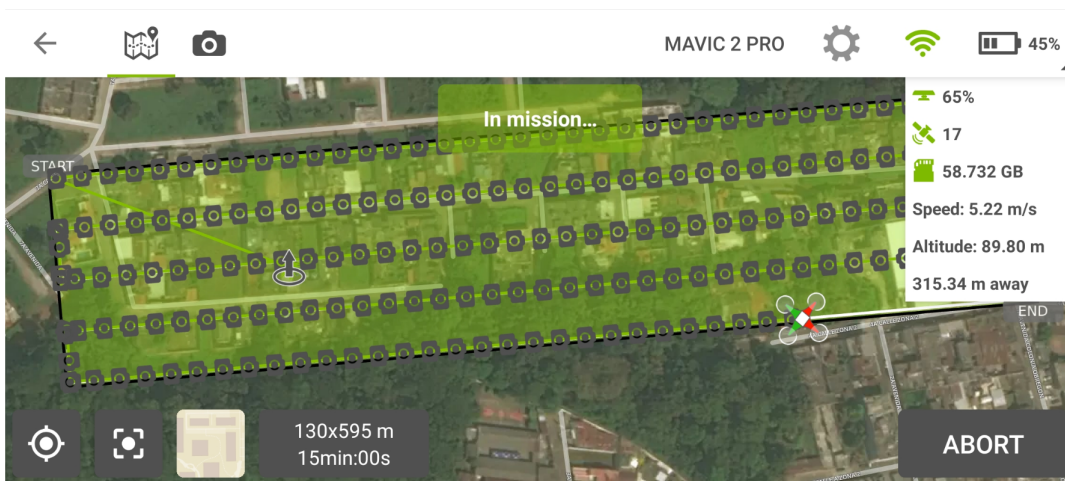 MAVIC 2 PRO
45%
In mission...
65%
17
58.732 GB
Speed: 5.22 m/s
Altitude: 89.80 m
315.34 m away
START
END
130x595 m
15min:00s
ABORT